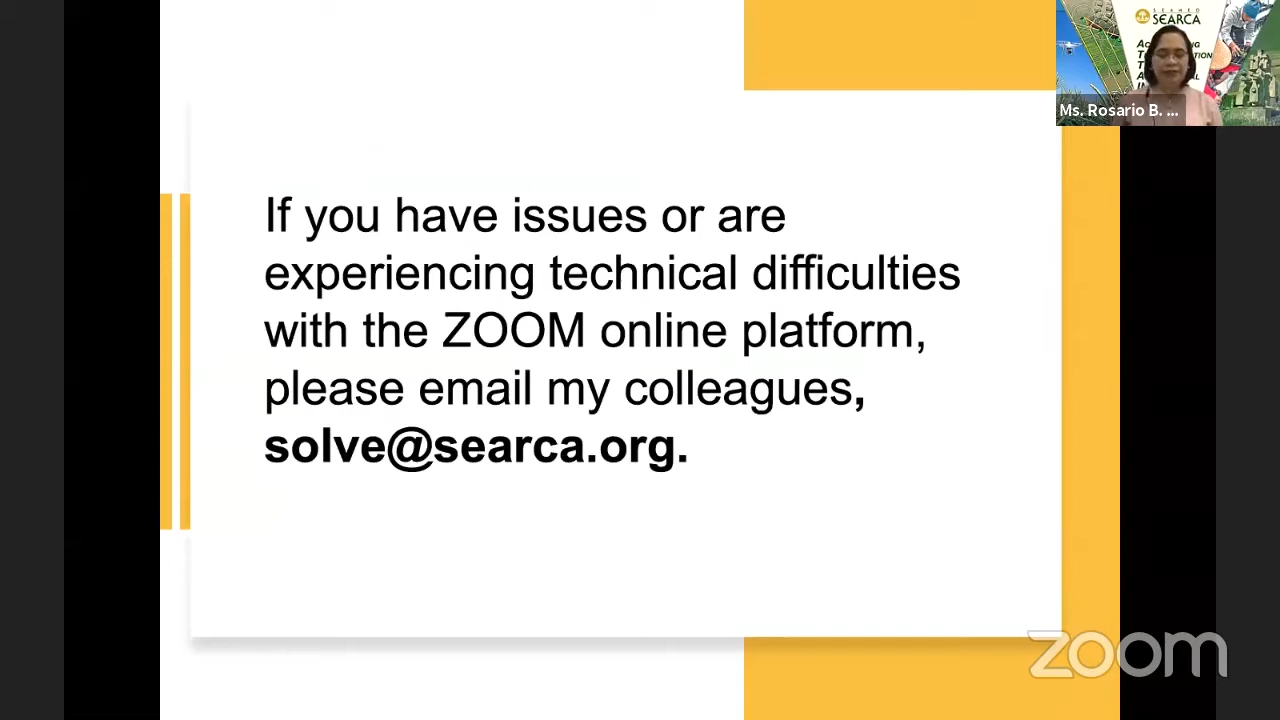 SEAMEO
SEARCA
Ms. Rosario B. ...
If you have issues or are
experiencing technical difficulties
with the ZOOM online platform,
please email my colleagues,
solve@searca.org.
zoom